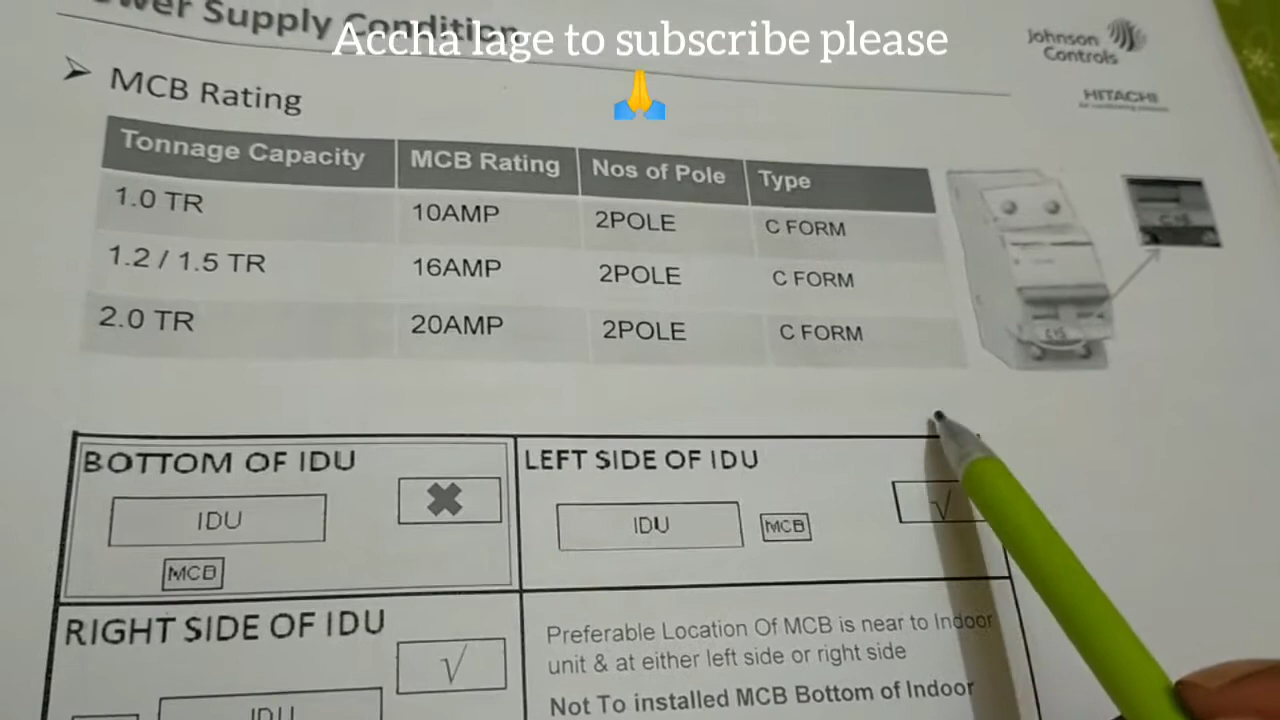 Supply Condition
Accha lage to subscribe please
🙏
Johnson
Controls
HITACHI
➢ MCB Rating
Tonnage Capacity MCB Rating Nos of Pole Type
1.0 TR 10AMP 2POLE C FORM
1.2 / 1.5 TR 16AMP 2POLE C FORM
2.0 TR 20AMP 2POLE C FORM
BOTTOM OF IDU
IDU
MCB
LEFT SIDE OF IDU
IDU MCB
√
RIGHT SIDE OF IDU
√
IDU
Preferable Location Of MCB is near to Indoor
unit & at either left side or right side
Not To installed MCB Bottom of Indoor